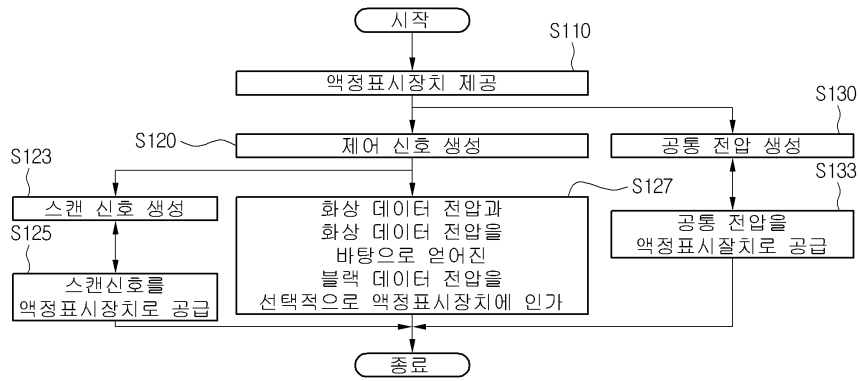 시작
S110
액정표시장치 제공
S130
S120
제어 신호 생성
공통 전압 생성
S123
스캔 신호 생성
S127
화상 데이터 전압과
화상 데이터 전압을
바탕으로 얻어진
블랙 데이터 전압을
선택적으로 액정표시장치에 인가
S133
공통 전압을
액정표시잘치로 공급
S125
스캔신호를
액정표시장치로 공급
종료